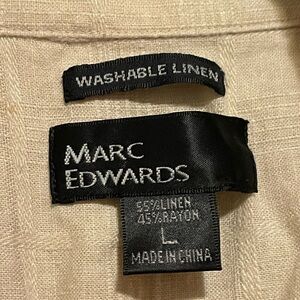 WASHABLE LINEN
MARC
EDWARDS
55% LINEN
45% RAYON
L
MADE IN CHINA